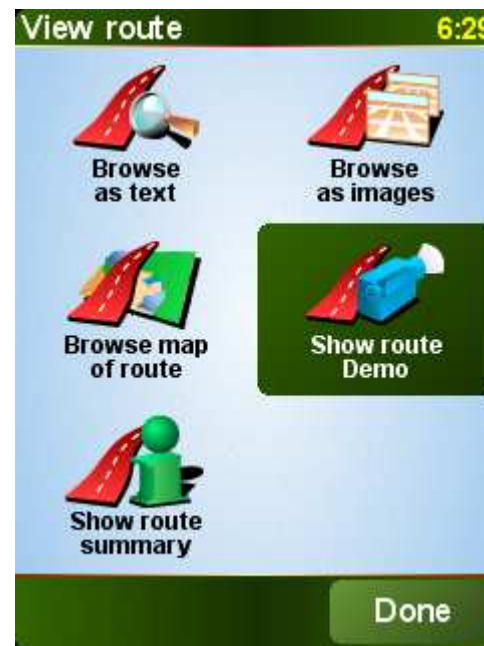 View route 6:29
Browse
as text
Browse
as images
Browse map
of route
Show route
Demo
Show route
summary
Done